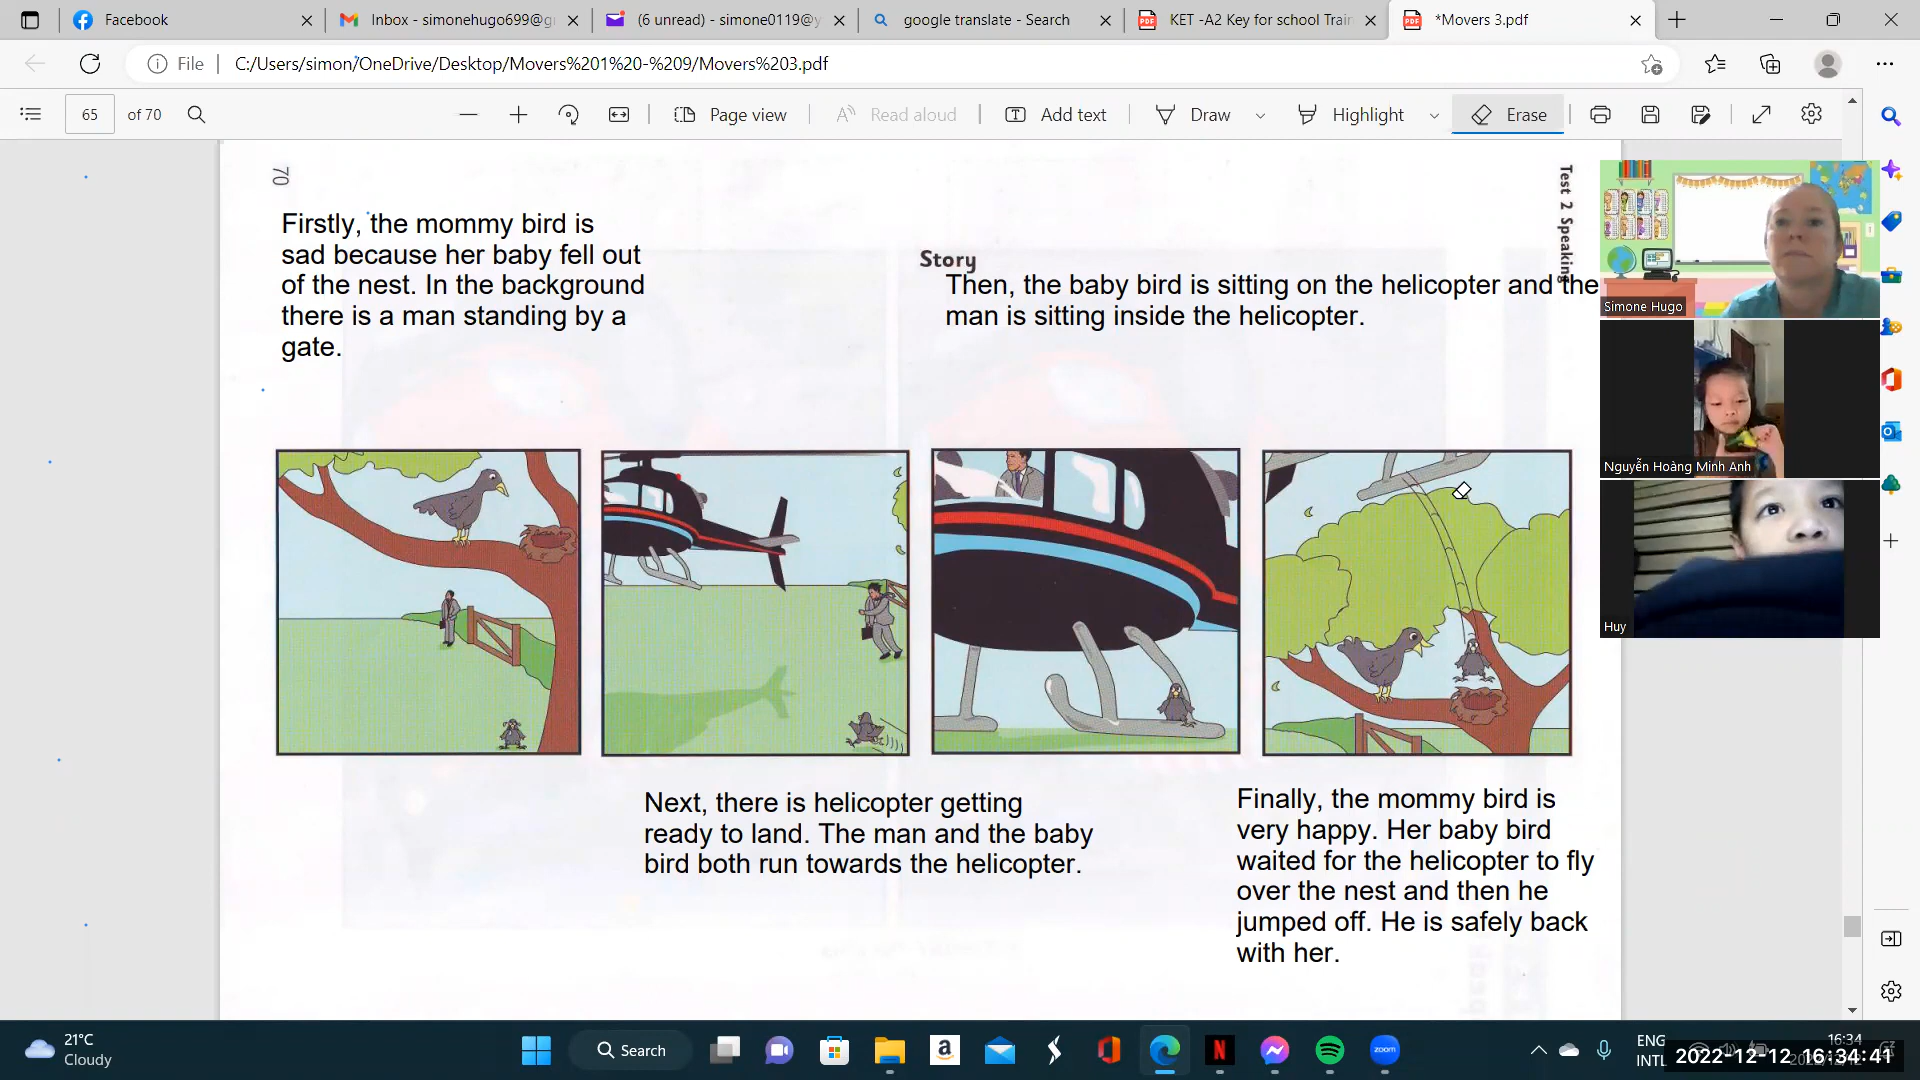 Facebook
Inbox - simonehugo699@g
(6 unread) - simone0119@y
google translate - Search
KET -A2 Key for school Train
*Movers 3.pdf
File
C:/Users/simon/OneDrive/Desktop/Movers%201%20-%209/Movers%203.pdf
65
of 70
Page view
Read aloud
Add text
Draw
Highlight
Erase
70
Test 2 Speaking
Firstly, the mommy bird is
sad because her baby fell out
of the nest. In the background
there is a man standing by a
gate.
Story
Then, the baby bird is sitting on the helicopter and the
man is sitting inside the helicopter.
Next, there is helicopter getting
ready to land. The man and the baby
bird both run towards the helicopter.
Finally, the mommy bird is
very happy. Her baby bird
waited for the helicopter to fly
over the nest and then he
jumped off. He is safely back
with her.
Simone Hugo
Nguyễn Hoàng Minh Anh
Huy
21°C
Cloudy
Search
zoom
ENG
INTL
16:34
2022-12-12 16:34:41